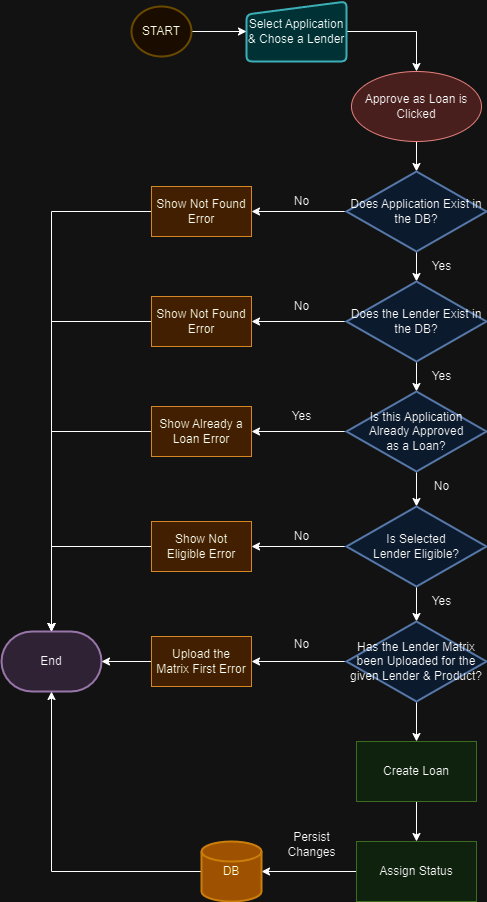 START
Select Application
& Chose a Lender
Approve as Loan is
Clicked
Does Application Exist in
the DB?
No
Show Not Found
Error
Yes
Does the Lender Exist in
the DB?
No
Show Not Found
Error
Yes
Is this Application
Already Approved
as a Loan?
Yes
Show Already a
Loan Error
No
Is Selected
Lender Eligible?
No
Show Not
Eligible Error
Yes
Has the Lender Matrix
been Uploaded for the
given Lender & Product?
No
Upload the
Matrix First Error
End
Create Loan
Assign Status
Persist
Changes
DB